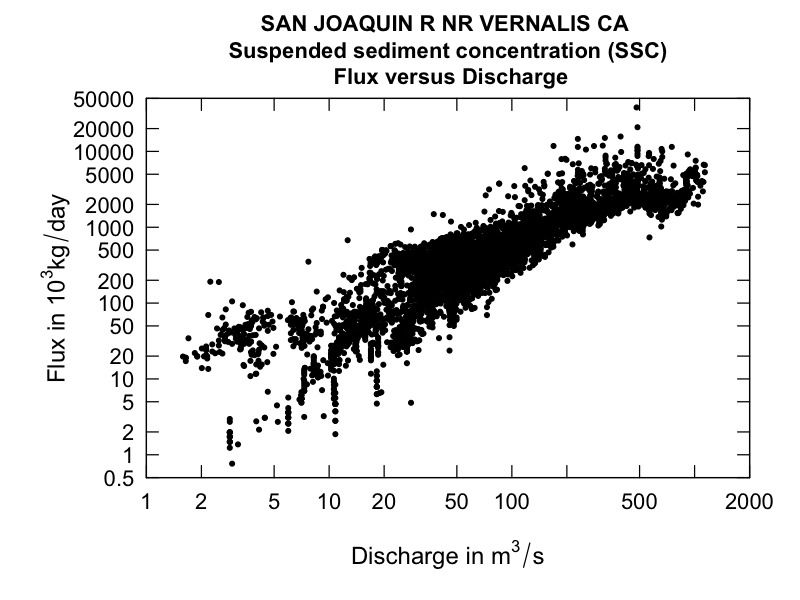 SAN JOAQUIN R NR VERNALIS CA
Suspended sediment concentration (SSC)
Flux versus Discharge
50000
20000
10000
5000
2000
1000
500
200
100
50
20
10
5
2
1
0.5
Flux in 10³kg/day
1 2 5 10 20 50 100 500 2000
Discharge in m³/s